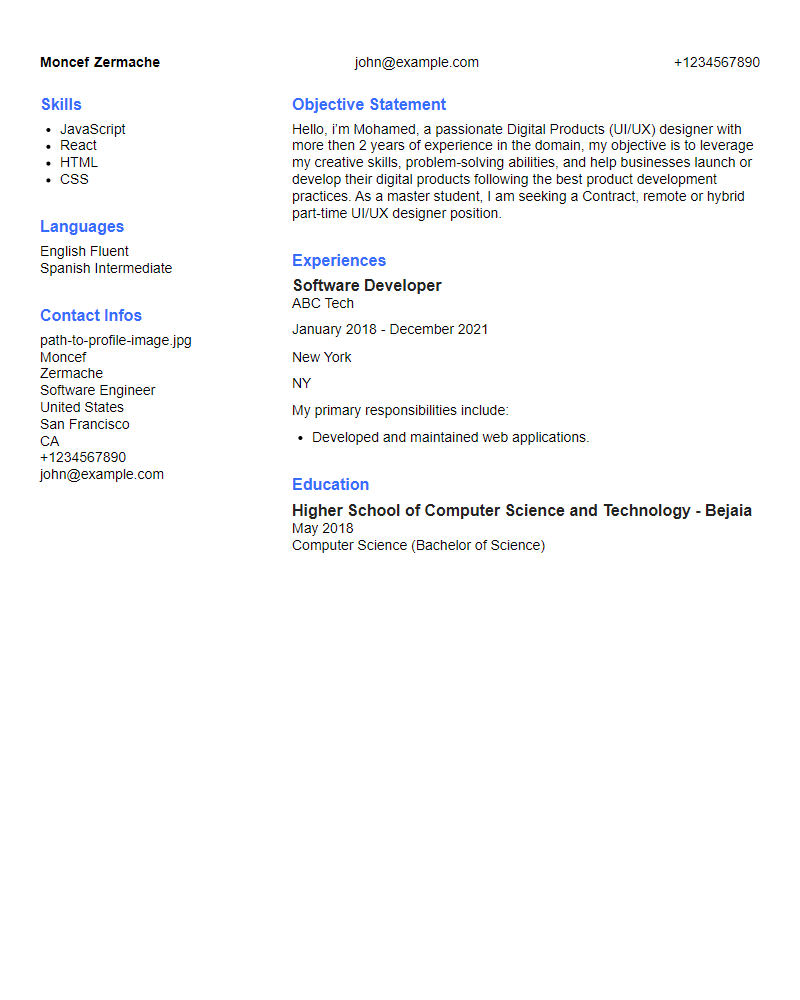 Moncef Zermache
john@example.com
+1234567890
Skills
• JavaScript
• React
• HTML
• CSS
Languages
English Fluent
Spanish Intermediate
Contact Infos
path-to-profile-image.jpg
Moncef
Zermache
Software Engineer
United States
San Francisco
CA
+1234567890
john@example.com
Objective Statement
Hello, i'm Mohamed, a passionate Digital Products (UI/UX) designer with
more then 2 years of experience in the domain, my objective is to leverage
my creative skills, problem-solving abilities, and help businesses launch or
develop their digital products following the best product development
practices. As a master student, I am seeking a Contract, remote or hybrid
part-time UI/UX designer position.
Experiences
Software Developer
ABC Tech
January 2018 - December 2021
New York
NY
My primary responsibilities include:
• Developed and maintained web applications.
Education
Higher School of Computer Science and Technology - Bejaia
May 2018
Computer Science (Bachelor of Science)